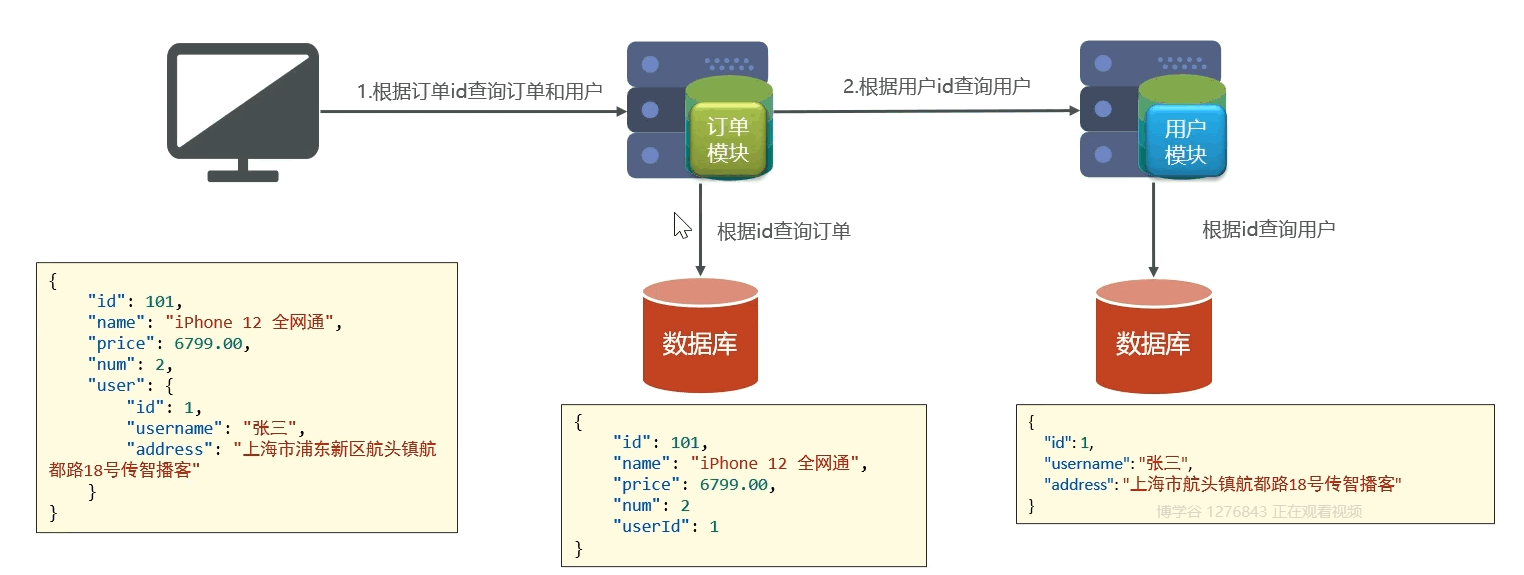 1.根据订单id查询订单和用户
2.根据用户id查询用户
订单
模块
用户
模块
根据id查询订单
根据id查询用户
数据库
数据库
{
"id": 101,
"name": "iPhone 12 全网通",
"price": 6799.00,
"num": 2,
"user": {
"id": 1,
"username": "张三",
"address": "上海市浦东新区航头镇航
都路18号传智播客"
}
}
{
"id": 101,
"name": "iPhone 12 全网通",
"price": 6799.00,
"num": 2
"userId": 1
}
{
"id": 1,
"username": "张三",
"address": "上海市航头镇航都路18号传智播客"
}
博学谷 1276843 正在观看视频